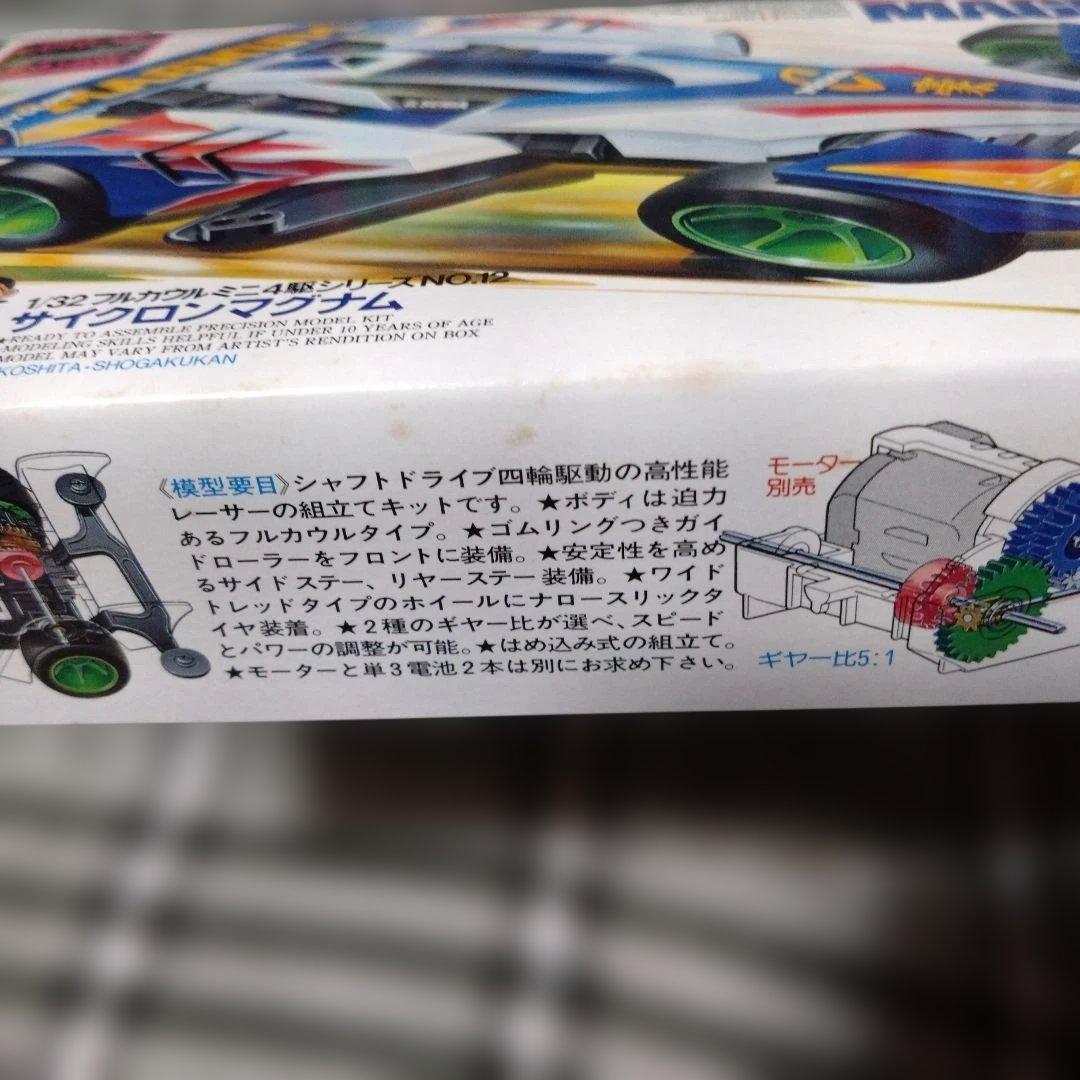 1/32 フルカウルミニ4駆シリーズNO.12
サイクロンマグナム
★READY TO ASSEMBLE PRECISION MODEL KIT
★MODELING SKILLS HELPFUL IF UNDER 10 YEARS OF AGE
MODEL MAY VARY FROM ARTIST'S RENDITION ON BOX
KOSHITA・SHOGAKUKAN
《模型要目》シャフトドライブ四輪駆動の高性能
レーサーの組立てキットです。★ボディは迫力
あるフルカウルタイプ。★ゴムリングつきガイ
ドローラーをフロントに装備。★安定性を高め
るサイドステー、リヤーステー装備。★ワイド
トレッドタイプのホイールにナロースリックタ
イヤ装着。★2種のギヤー比が選べ、スピード
とパワーの調整が可能。★はめ込み式の組立て。
★モーターと単3電池2本は別にお求め下さい。
モーター
別売
ギヤー比5:1